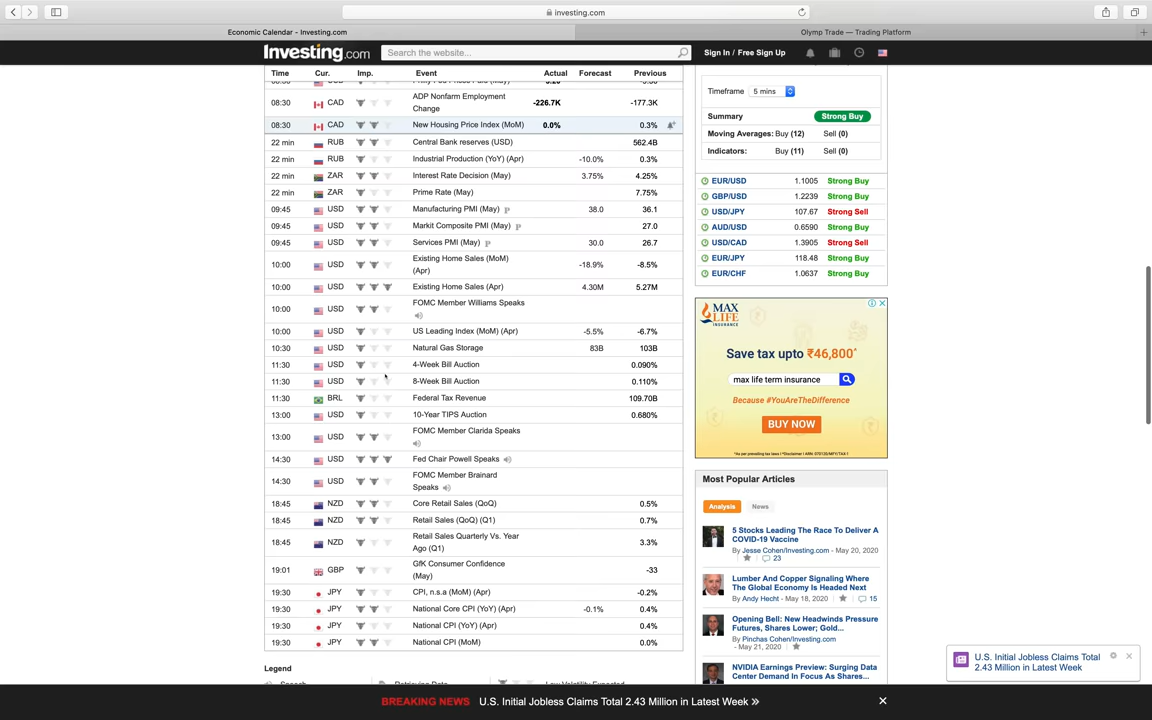 investing.com
Economic Calendar - Investing.com
Olymp Trade — Trading Platform
Investing.com
Search the website...
Sign In / Free Sign Up
Time Cur. Imp. Event Actual Forecast Previous
ADP Nonfarm Employment
08:30 CAD Change -226.7K -177.3K
08:30 CAD New Housing Price Index (MoM) 0.0% 0.3%
22 min RUB Central Bank reserves (USD) 562.4B
22 min RUB Industrial Production (YoY) (Apr) -10.0% 0.3%
22 min ZAR Interest Rate Decision (May) 3.75% 4.25%
22 min ZAR Prime Rate (May) 7.75%
09:45 USD Manufacturing PMI (May) P 38.0 36.1
09:45 USD Markit Composite PMI (May) P 27.0
09:45 USD Services PMI (May) P 30.0 26.7
10:00 USD Existing Home Sales (MoM)
(Apr) -18.9% -8.5%
10:00 USD Existing Home Sales (Apr) 4.30M 5.27M
10:00 USD FOMC Member Williams Speaks
10:00 USD US Leading Index (MoM) (Apr) -5.5% -6.7%
10:30 USD Natural Gas Storage 83B 103B
11:30 USD 4-Week Bill Auction 0.090%
11:30 USD 8-Week Bill Auction 0.110%
11:30 BRL Federal Tax Revenue 109.70B
13:00 USD 10-Year TIPS Auction 0.680%
13:00 USD FOMC Member Clarida Speaks
14:30 USD Fed Chair Powell Speaks
14:30 USD FOMC Member Brainard
Speaks
18:45 NZD Core Retail Sales (QoQ) 0.5%
18:45 NZD Retail Sales (QoQ) (Q1) 0.7%
18:45 NZD Retail Sales Quarterly Vs. Year
Ago (Q1) 3.3%
19:01 GBP GfK Consumer Confidence
(May) -33
19:30 JPY CPI, n.s.a (MoM) (Apr) -0.2%
19:30 JPY National Core CPI (YoY) (Apr) -0.1% 0.4%
19:30 JPY National CPI (YoY) (Apr) 0.4%
19:30 JPY National CPI (MoM) 0.0%
Legend
Timeframe 5 mins
Summary Strong Buy
Moving Averages: Buy (12) Sell (0)
Indicators: Buy (11) Sell (0)
EUR/USD 1.1005 Strong Buy
GBP/USD 1.2239 Strong Buy
USD/JPY 107.67 Strong Sell
AUD/USD 0.6590 Strong Buy
USD/CAD 1.3905 Strong Sell
EUR/JPY 118.48 Strong Buy
EUR/CHF 1.0637 Strong Buy
MAX
LIFE
INSURANCE
Save tax upto ₹46,800^
max life term insurance
Because #YouAreTheDifference
BUY NOW
Most Popular Articles
Analysis News
5 Stocks Leading The Race To Deliver A
COVID-19 Vaccine
By Jesse Cohen/Investing.com - May 20, 2020
23
Lumber And Copper Signaling Where
The Global Economy Is Headed Next
By Andy Hecht - May 18, 2020 15
Opening Bell: New Headwinds Pressure
Futures, Shares Lower; Gold...
By Pinchas Cohen/Investing.com
- May 21, 2020
NVIDIA Earnings Preview: Surging Data
Center Demand In Focus As Shares...
U.S. Initial Jobless Claims Total
2.43 Million in Latest Week
BREAKING NEWS U.S. Initial Jobless Claims Total 2.43 Million in Latest Week »